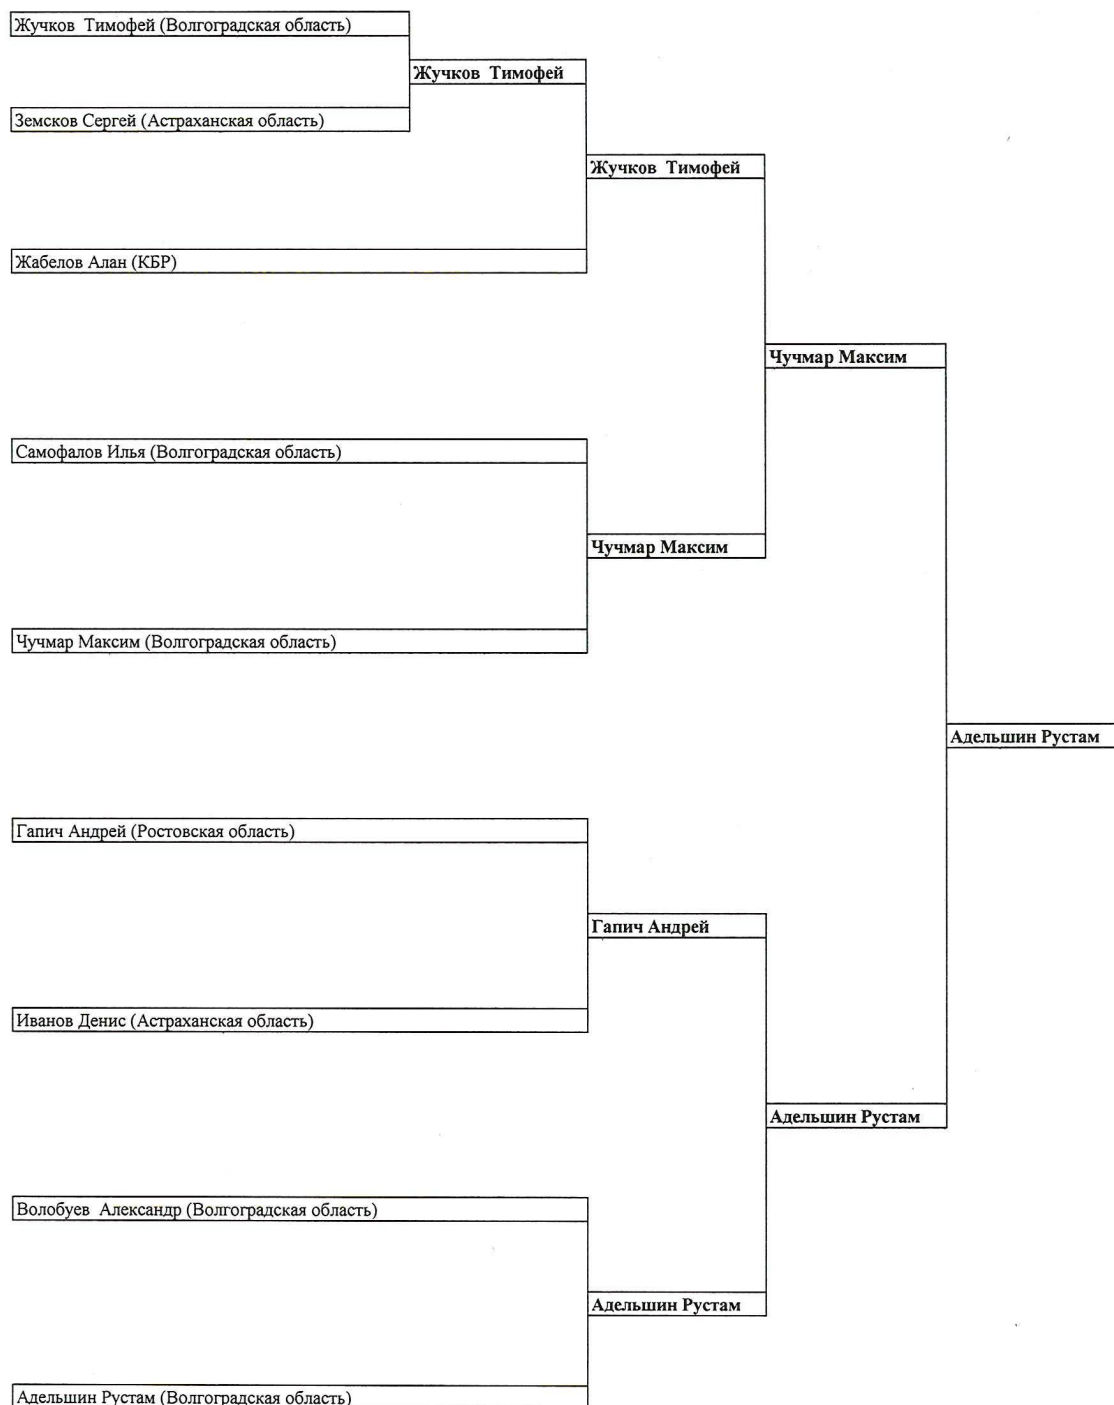 Жучков  Тимофей (Волгоградская область)
Жучков  Тимофей
Земсков Сергей (Астраханская область)
Жучков  Тимофей
Жабелов Алан (КБР)
Чучмар Максим
Самофалов Илья (Волгоградская область)
Чучмар Максим
Чучмар Максим (Волгоградская область)
Адельшин Рустам
Гапич Андрей (Ростовская область)
Гапич Андрей
Иванов Денис (Астраханская область)
Адельшин Рустам
Волобуев  Александр (Волгоградская область)
Адельшин Рустам
Адельшин Рустам (Волгоградская область)